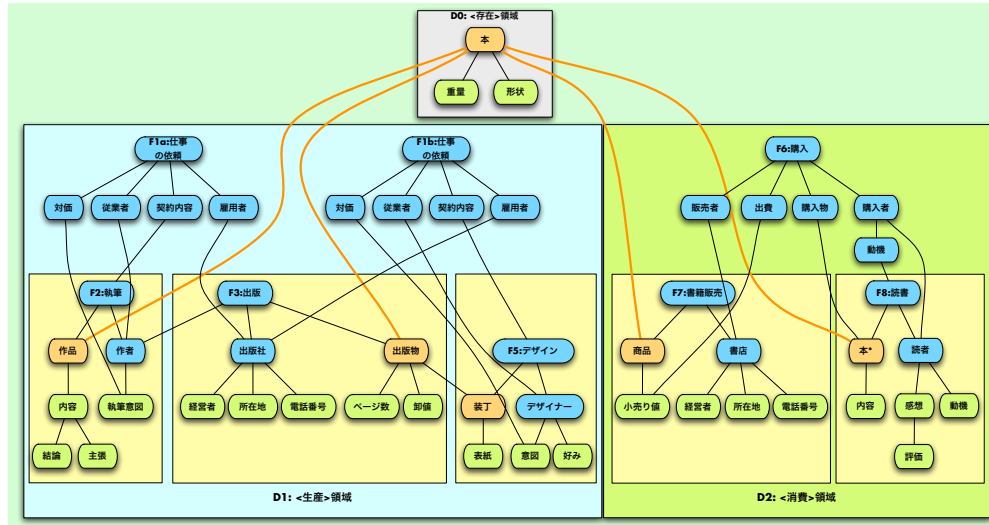 D0: <存在>領域
本
重量
形状
F1a:仕事
の依頼
F1b:仕事
の依頼
F6:購入
対価
従業者
契約内容
雇用者
対価
従業者
契約内容
雇用者
販売者
出費
購入物
購入者
動機
F2:執筆
F3:出版
F7:書籍販売
F8:読書
作品
作者
出版社
出版物
F5:デザイン
商品
書店
本*
読者
内容
執筆意図
経営者
所在地
電話番号
ページ数
卸値
装丁
デザイナー
小売り値
経営者
所在地
電話番号
内容
感想
動機
結論
主張
表紙
意図
好み
評価
D1: <生産>領域
D2: <消費>領域